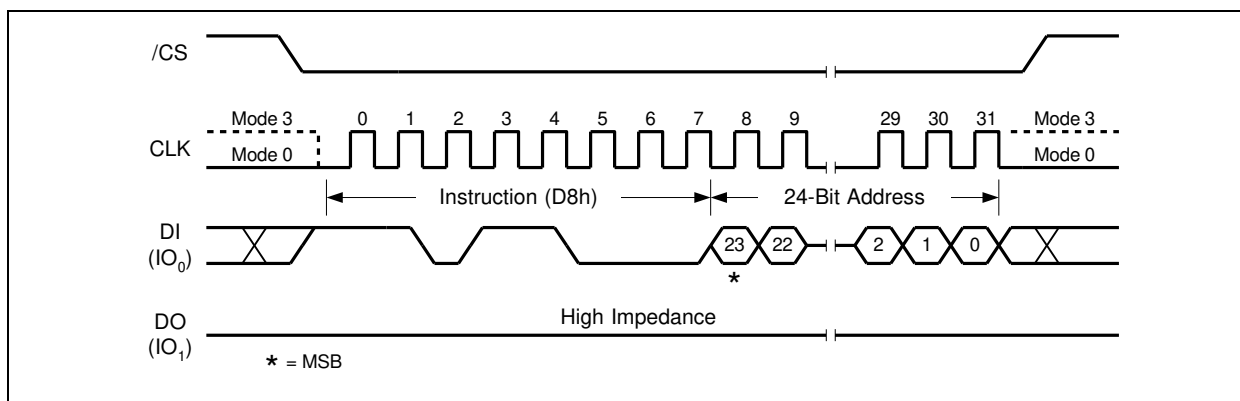 /CS
Mode 3 0 1 2 3 4 5 6 7 8 9 29 30 31 Mode 3
CLK
Mode 0 Mode 0
Instruction (D8h) 24-Bit Address
DI
(IO₀)
23 22 2 1 0
*
High Impedance
DO
(IO₁)
* = MSB